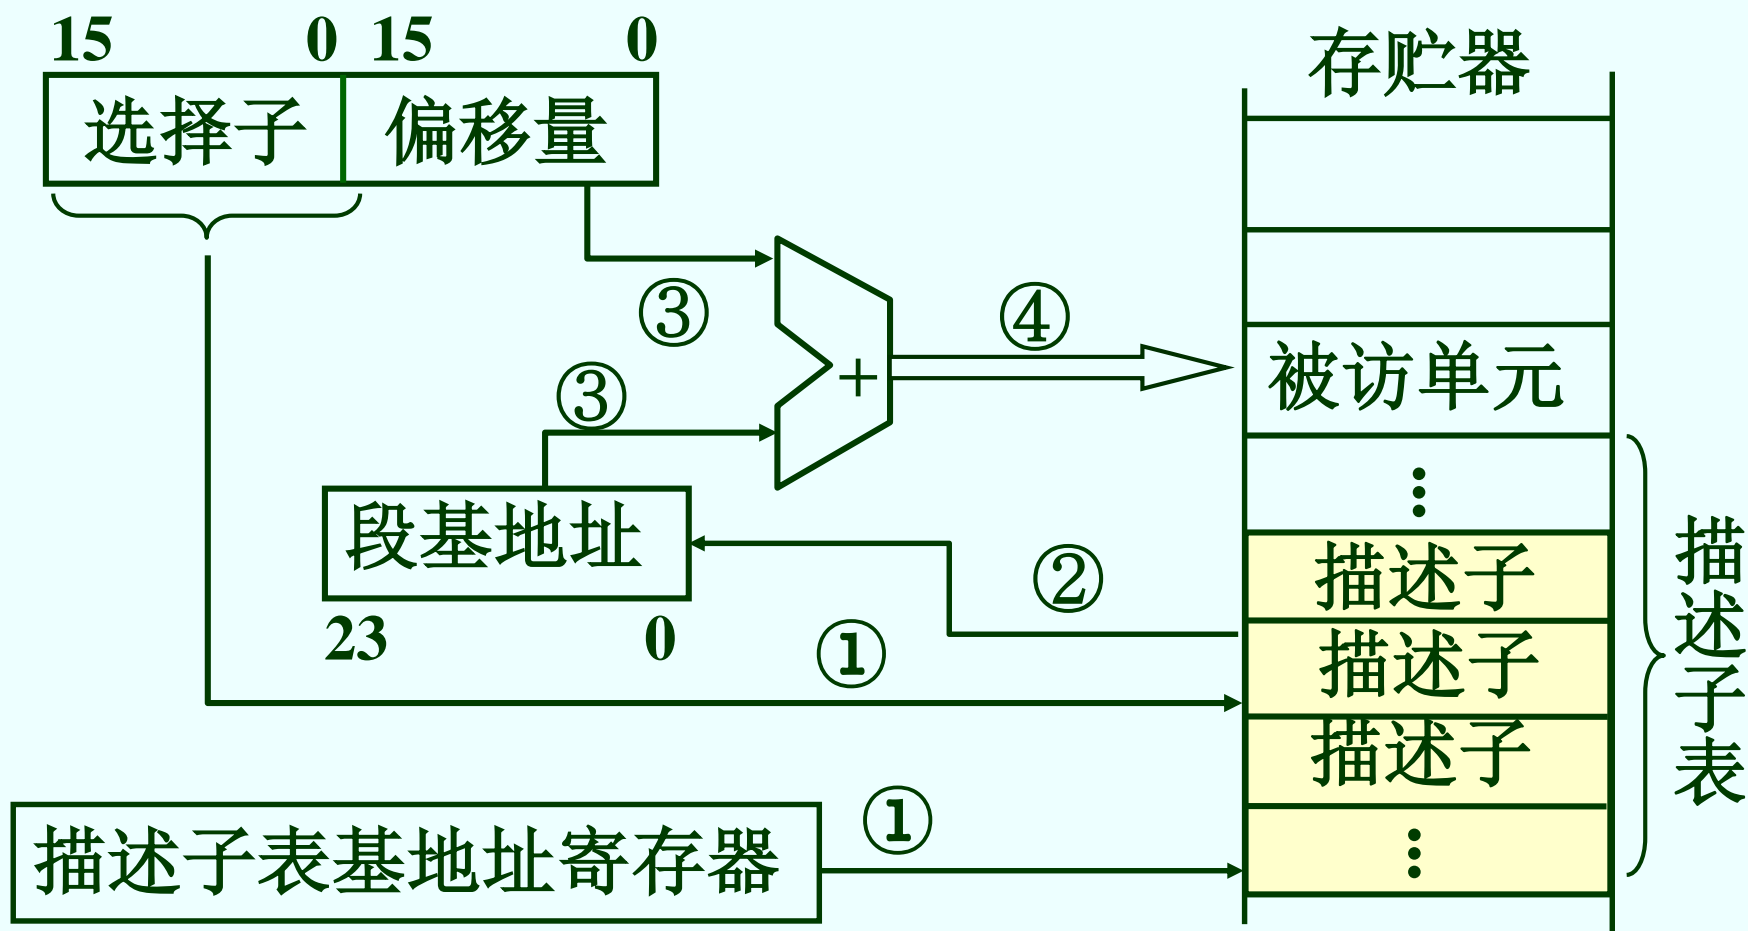 15 0 15 0
选择子 偏移量
存贮器
③
④
+
③
被访单元
⋮
段基地址
23 0
②
①
描述子
描述子
描述子
⋮
描述子表
描述子表基地址寄存器
①